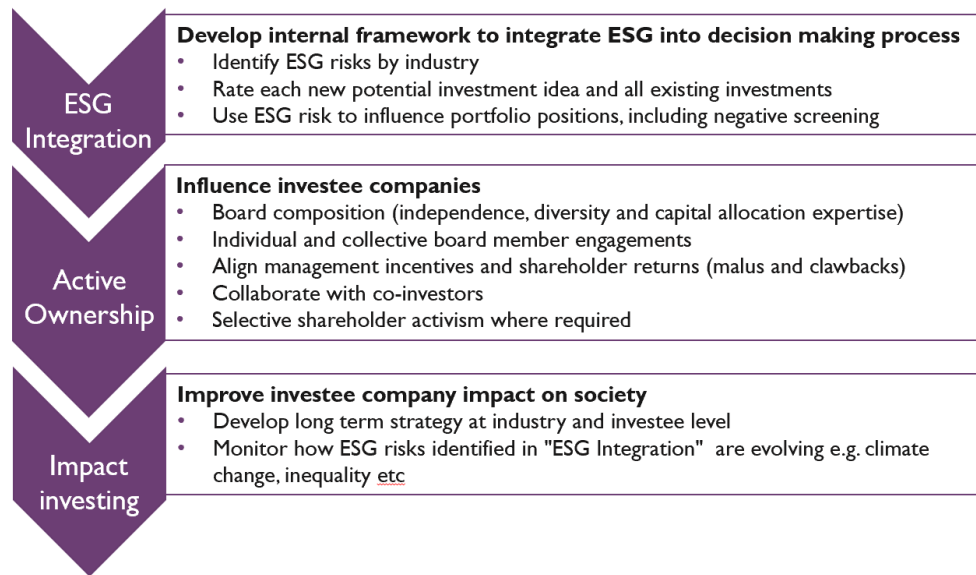 ESG
Integration
Develop internal framework to integrate ESG into decision making process
• Identify ESG risks by industry
• Rate each new potential investment idea and all existing investments
• Use ESG risk to influence portfolio positions, including negative screening
Active
Ownership
Influence investee companies
• Board composition (independence, diversity and capital allocation expertise)
• Individual and collective board member engagements
• Align management incentives and shareholder returns (malus and clawbacks)
• Collaborate with co-investors
• Selective shareholder activism where required
Impact
investing
Improve investee company impact on society
• Develop long term strategy at industry and investee level
• Monitor how ESG risks identified in "ESG Integration" are evolving e.g. climate
change, inequality etc